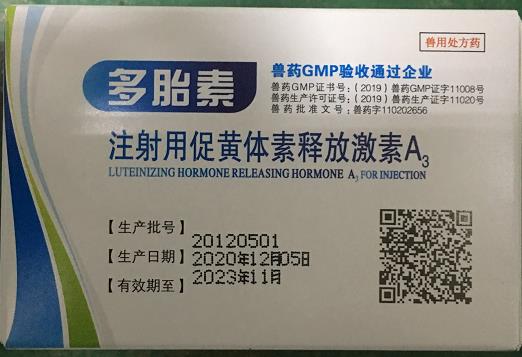 兽用处方药
兽药GMP验收通过企业
多胎素
兽药GMP证书号：（2019）兽药GMP证字11008号
兽药生产许可证号：（2019）兽药生产证字11020号
兽药批准文号：兽药字110202656
注射用促黄体素释放激素A3
LUTEINIZING HORMONE RELEASING HORMONE A3 FOR INJECTION
【生产批号】20120501
【生产日期】2020年12月05日
【有效期至】2023年11月